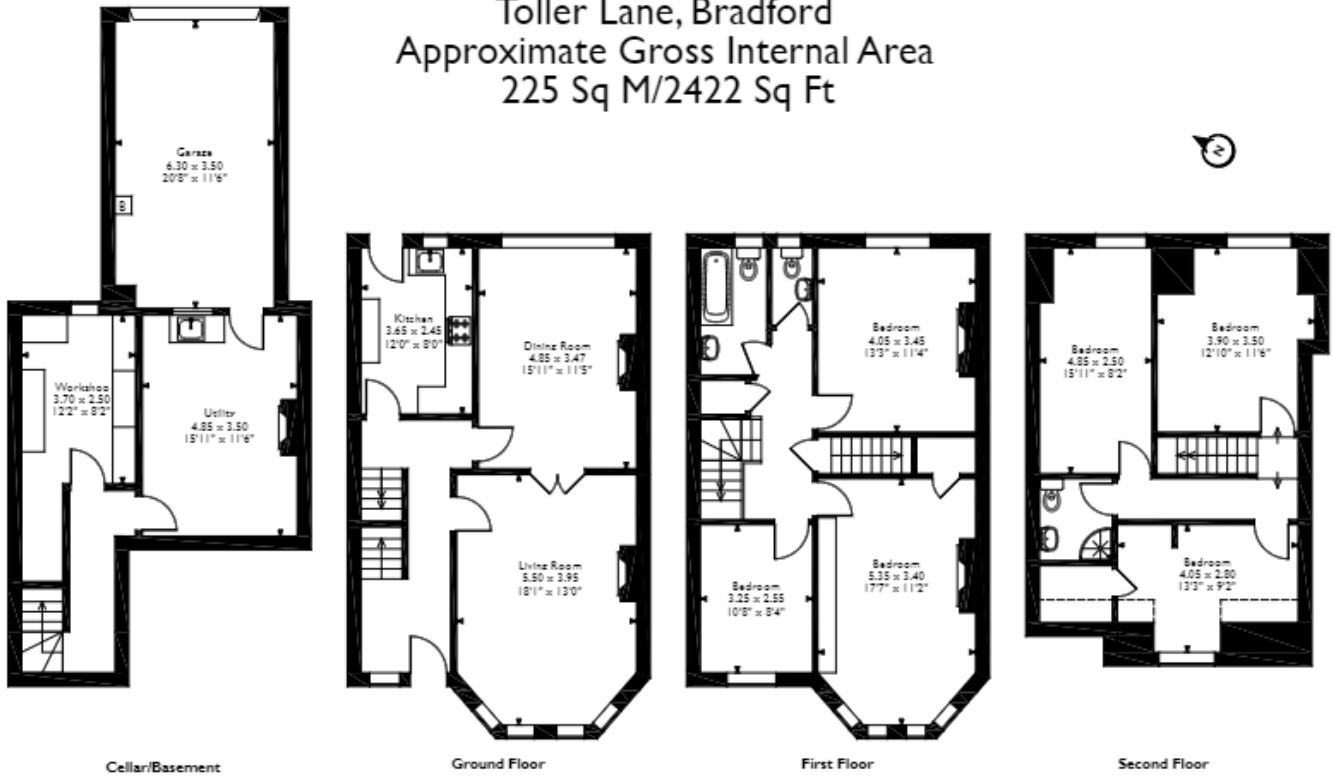 Toller Lane, Bradford
Approximate Gross Internal Area
225 Sq M/2422 Sq Ft
N
Garage
6.30 x 3.50
20'8" x 11'6"
B
Workshop
3.70 x 2.50
12'2" x 8'2"
Utility
4.85 x 3.50
15'11" x 11'6"
Cellar/Basement
Kitchen
3.65 x 2.45
12'0" x 8'0"
Dining Room
4.85 x 3.47
15'11" x 11'5"
Living Room
5.50 x 3.95
18'1" x 13'0"
Ground Floor
Bedroom
4.05 x 3.45
13'3" x 11'4"
Bedroom
3.25 x 2.55
10'8" x 8'4"
Bedroom
5.35 x 3.40
17'7" x 11'2"
First Floor
Bedroom
4.85 x 2.50
15'11" x 8'2"
Bedroom
3.90 x 3.50
12'10" x 11'6"
Bedroom
4.05 x 2.80
13'3" x 9'2"
Second Floor